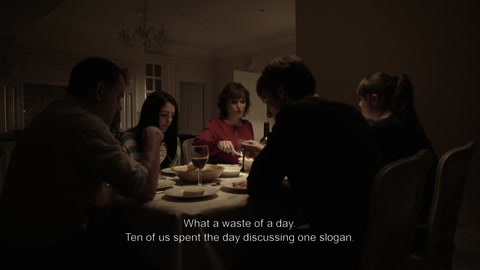 What a waste of a day.
Ten of us spent the day discussing one slogan.